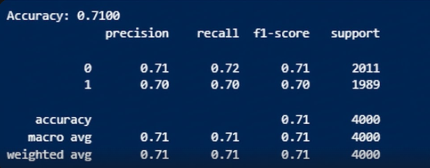 Accuracy: 0.7100
precision recall f1-score support
0 0.71 0.72 0.71 2011
1 0.70 0.70 0.70 1989
accuracy 0.71 4000
macro avg 0.71 0.71 0.71 4000
weighted avg 0.71 0.71 0.71 4000